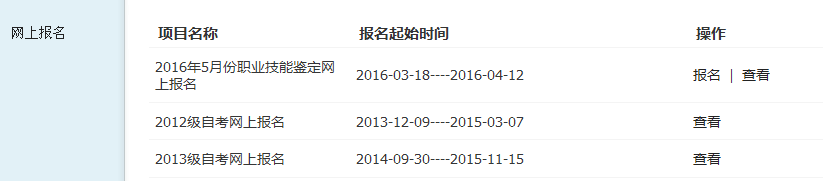 网上报名
项目名称 报名起始时间 操作
2016年5月份职业技能鉴定网 2016-03-18----2016-04-12 报名 | 查看
上报名
2012级自考网上报名 2013-12-09----2015-03-07 查看
2013级自考网上报名 2014-09-30----2015-11-15 查看